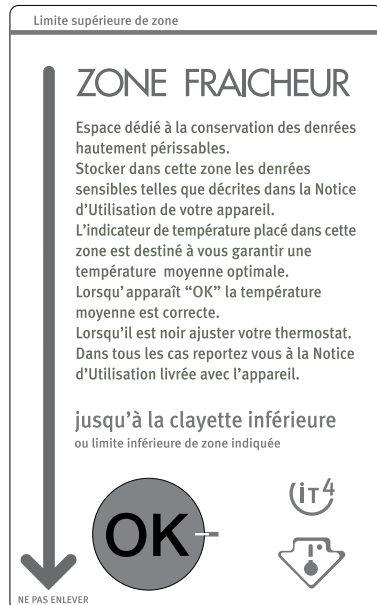 Limite supérieure de zone
ZONE FRAICHEUR
Espace dédié à la conservation des denrées
hautement périssables.
Stocker dans cette zone les denrées
sensibles telles que décrites dans la Notice
d'Utilisation de votre appareil.
L'indicateur de température placé dans cette
zone est destiné à vous garantir une
température moyenne optimale.
Lorsqu'apparaît “OK” la température
moyenne est correcte.
Lorsqu'il est noir ajuster votre thermostat.
Dans tous les cas reportez vous à la Notice
d'Utilisation livrée avec l'appareil.
jusqu'à la clayette inférieure
ou limite inférieure de zone indiquée
OK
iT4
1°
NE PAS ENLEVER